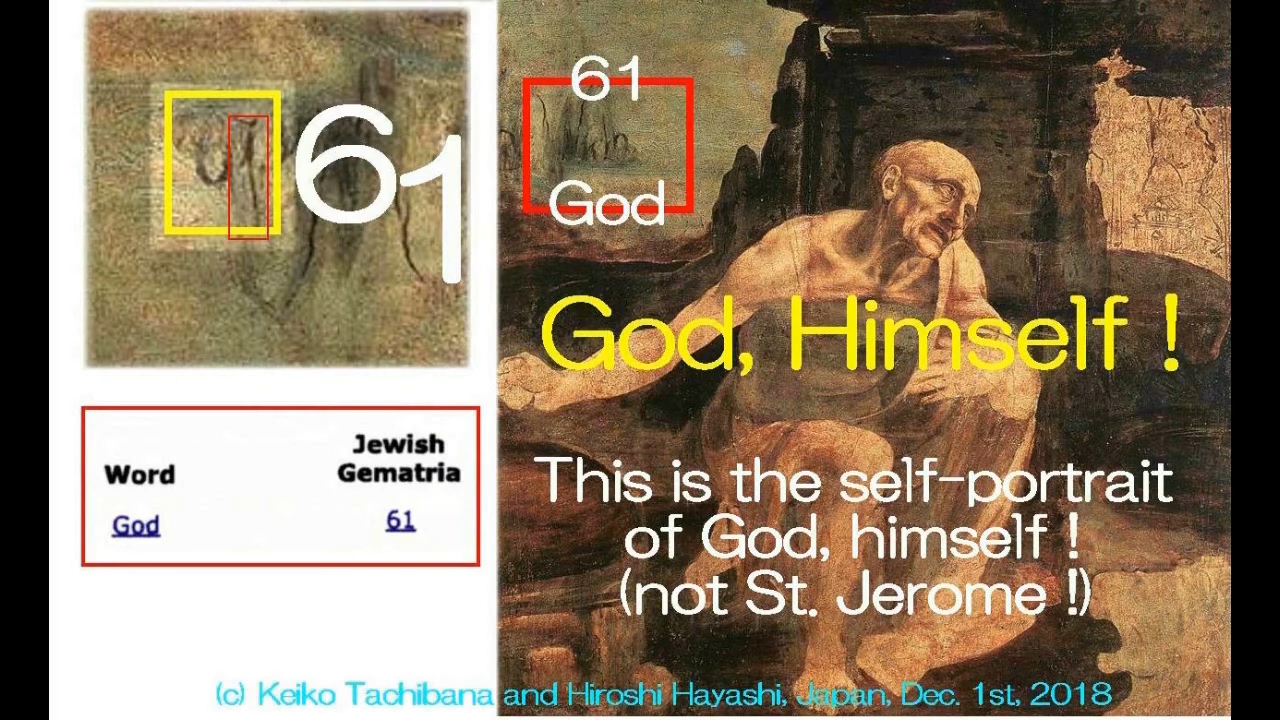 61
61
God
God, Himself !
Jewish
Word Gematria
God 61
This is the self-portrait
of God, himself !
(not St. Jerome !)
(c) Keiko Tachibana and Hiroshi Hayashi, Japan, Dec. 1st, 2018